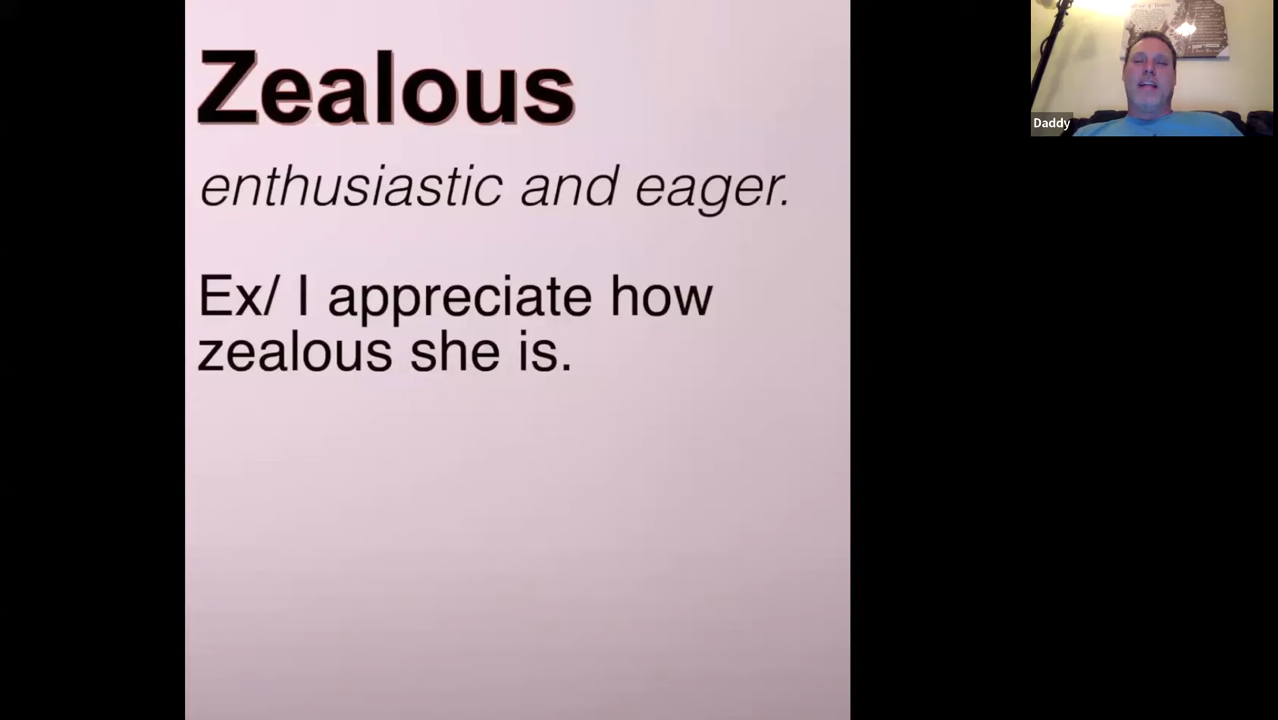 Zealous
enthusiastic and eager.
Ex/ I appreciate how
zealous she is.
Daddy